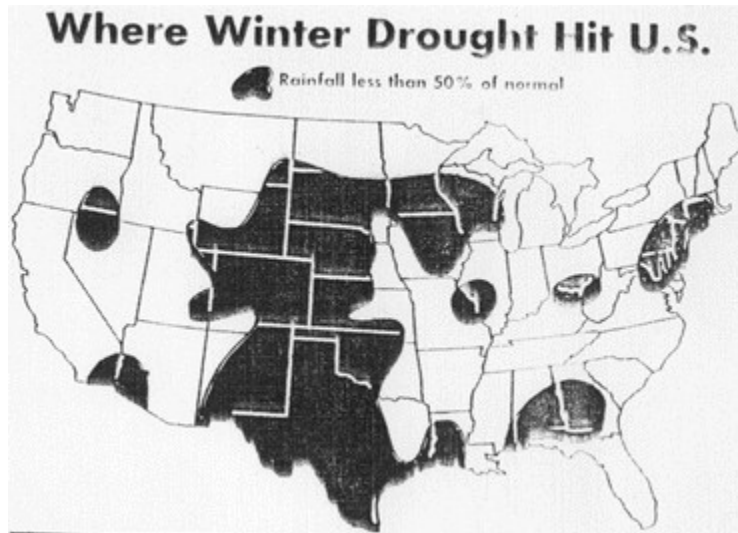 Where Winter Drought Hit U.S.
Rainfall less than 50% of normal